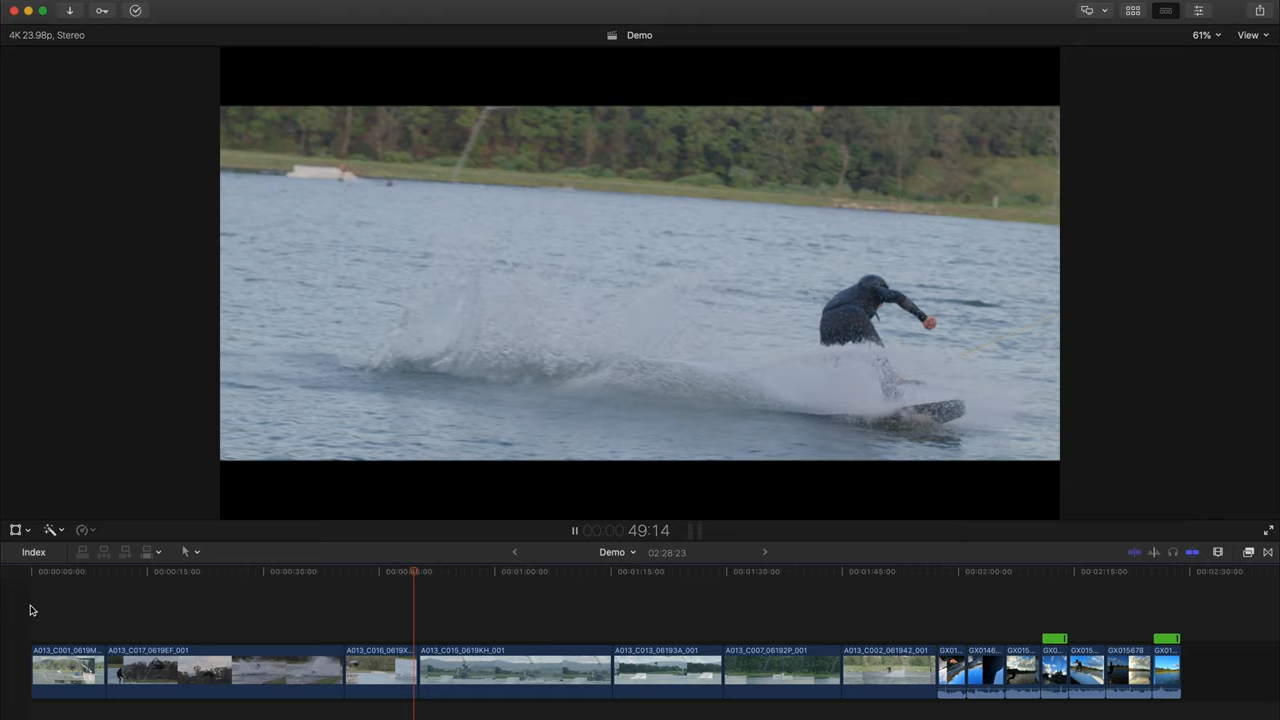 4K 23.98p, Stereo
Demo
61%
View
49:14
Index
Demo
02:28:23
00:00:00:00
00:00:15:00
00:00:30:00
00:01:00:00
00:01:15:00
00:01:30:00
00:01:45:00
00:02:00:00
00:02:15:00
00:02:30:00
A013_C001_0619M...
A013_C017_0619EF_001
A013_C016_0619X...
A013_C015_0619KH_001
A013_C013_06193A_001
A013_C007_06192P_001
A013_C002_061942_001
GX01...
GX0146...
GX015...
GX0...
GX015...
GX015678
GX01...